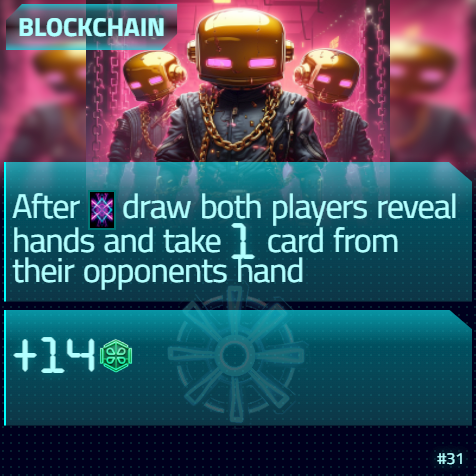 BLOCKCHAIN
After draw both players reveal
hands and take 1 card from
their opponents hand
+14
#31